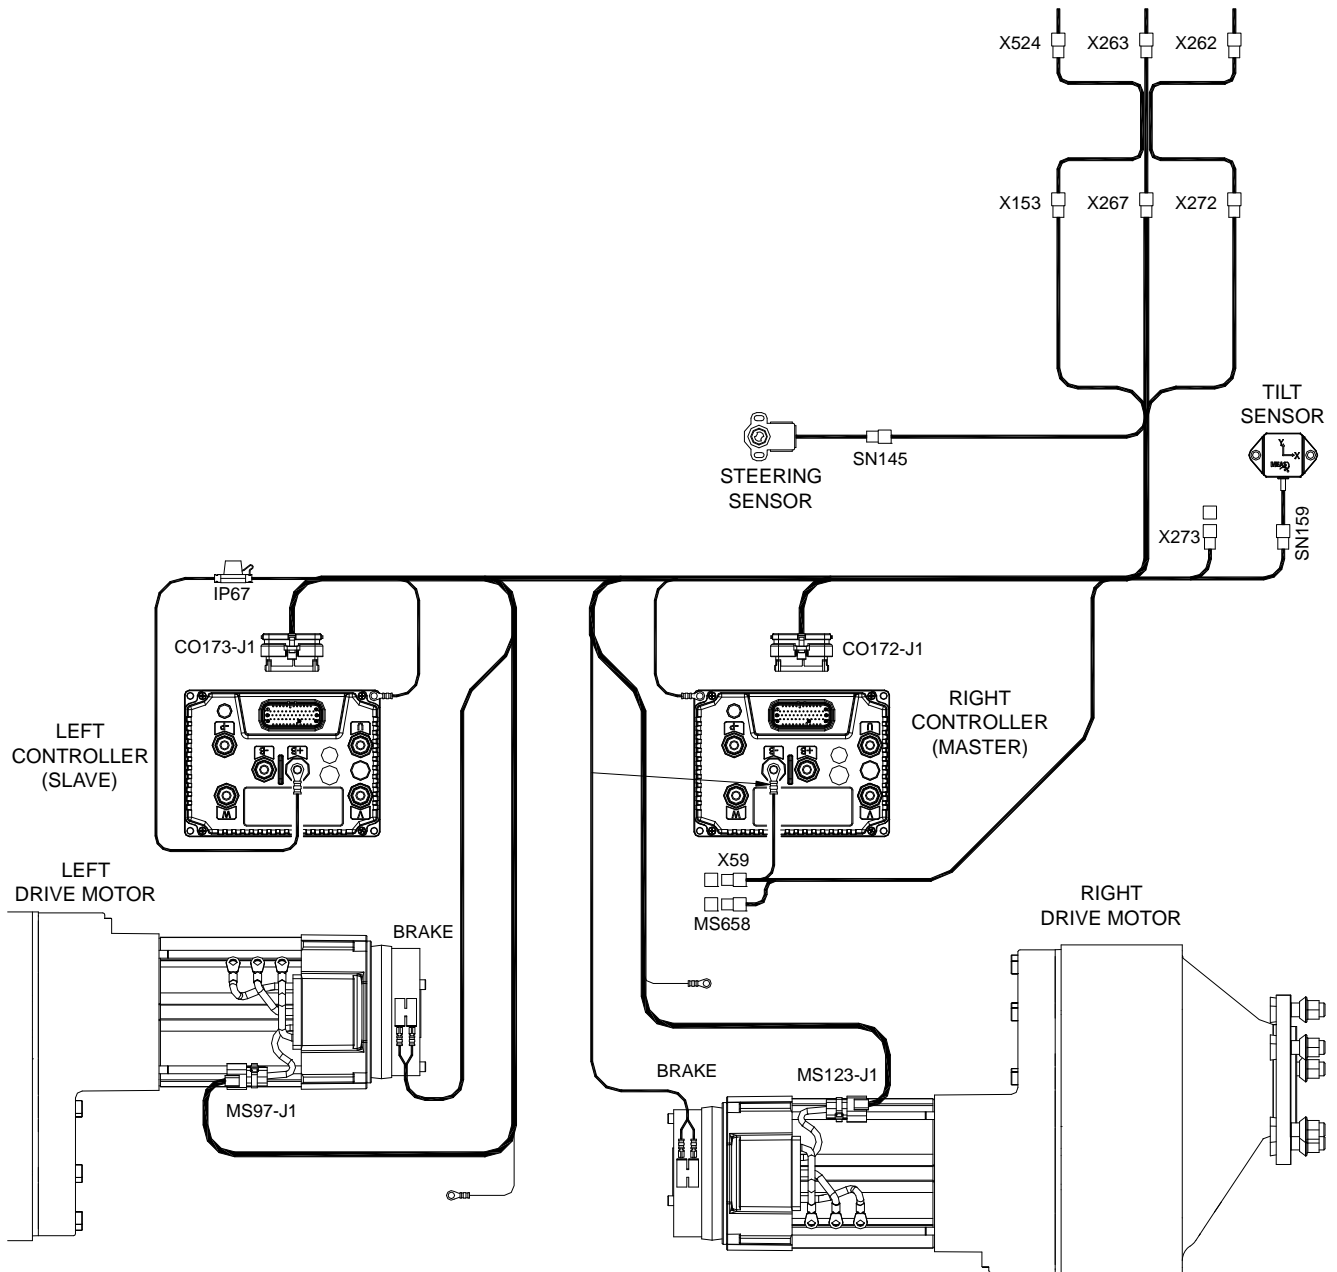 X524
X263
X262
X153
X267
X272
TILT
SENSOR
Y
X
MEAS
SN145
STEERING
SENSOR
X273
SN159
IP67
CO173-J1
CO172-J1
LEFT
CONTROLLER
(SLAVE)
RIGHT
CONTROLLER
(MASTER)
P
-B
+B
U
W
V
P
-B
+B
U
W
V
X59
MS658
LEFT
DRIVE MOTOR
BRAKE
RIGHT
DRIVE MOTOR
BRAKE
MS123-J1
MS97-J1